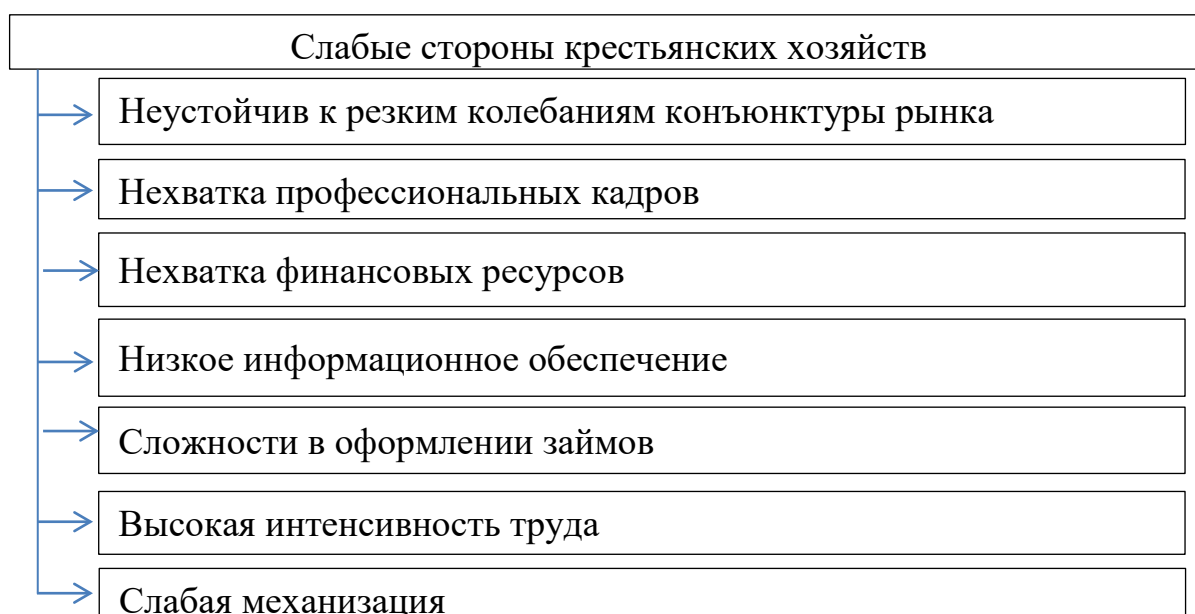 Слабые стороны крестьянских хозяйств
Неустойчив к резким колебаниям конъюнктуры рынка
Нехватка профессиональных кадров
Нехватка финансовых ресурсов
Низкое информационное обеспечение
Сложности в оформлении займов
Высокая интенсивность труда
Слабая механизация